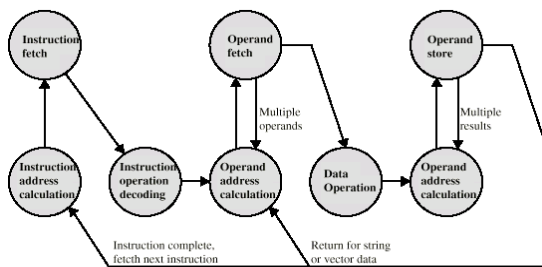 Instruction
fetch
Operand
fetch
Operand
store
Multiple
operands
Multiple
results
Instruction
address
calculation
Instruction
operation
decoding
Operand
address
calculation
Data
Operation
Operand
address
calculation
Instruction complete,
fetcth next instruction
Return for string
or vector data